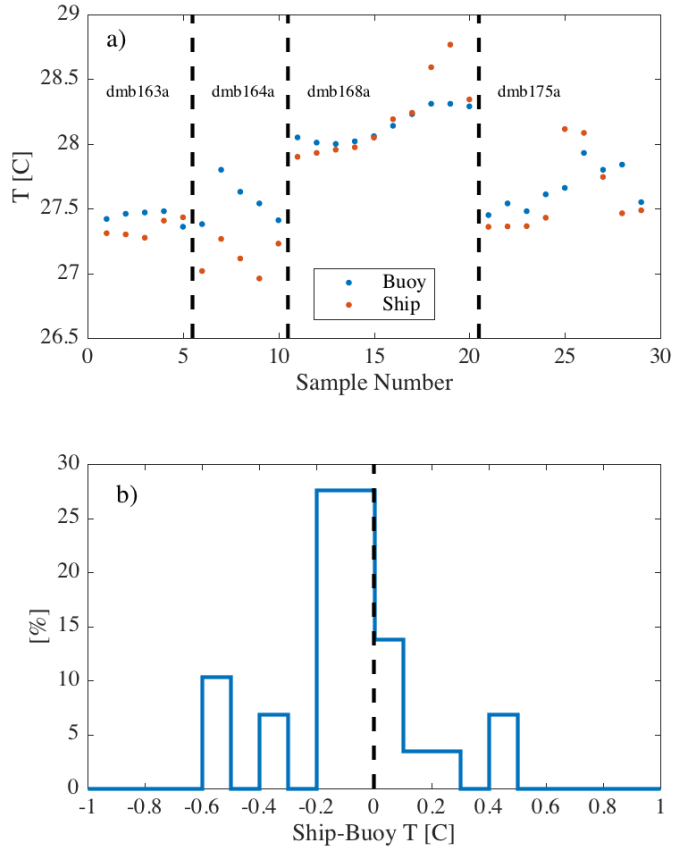 a)
dmb163a dmb164a dmb168a dmb175a
29
28.5
28
27.5
27
26.5
T [C]
Buoy
Ship
0 5 10 15 20 25 30
Sample Number
b)
30
25
20
15
10
5
0
[%]
-1 -0.8 -0.6 -0.4 -0.2 0 0.2 0.4 0.6 0.8 1
Ship-Buoy T [C]